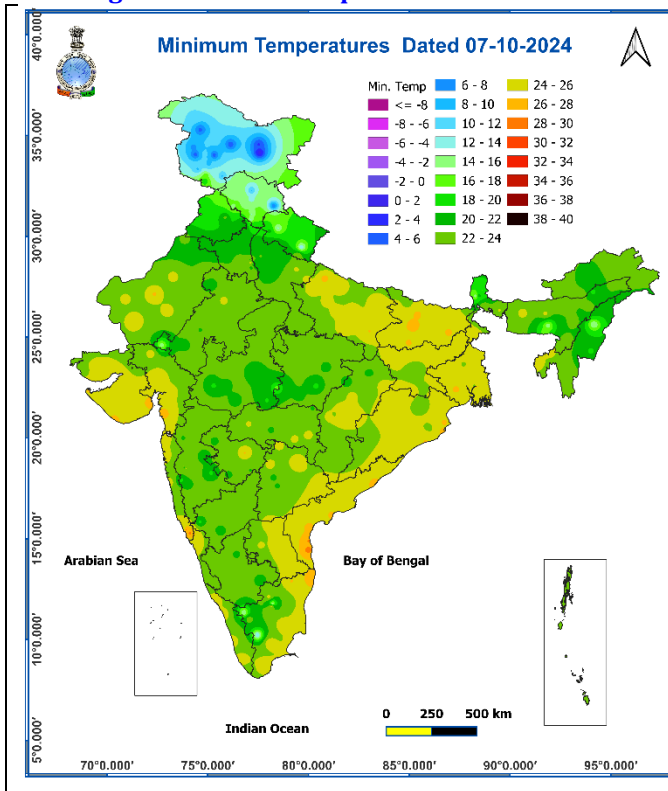 Minimum Temperatures Dated 07-10-2024
Min. Temp
<= -8
-8 - -6
-6 - -4
-4 - -2
-2 - 0
0 - 2
2 - 4
4 - 6
6 - 8
8 - 10
10 - 12
12 - 14
14 - 16
16 - 18
18 - 20
20 - 22
22 - 24
24 - 26
26 - 28
28 - 30
30 - 32
32 - 34
34 - 36
36 - 38
38 - 40
40°0.000'
35°0.000'
30°0.000'
25°0.000'
20°0.000'
15°0.000'
10°0.000'
5°0.000'
Arabian Sea
Bay of Bengal
Indian Ocean
0 250 500 km
70°0.000' 75°0.000' 80°0.000' 85°0.000' 90°0.000' 95°0.000'